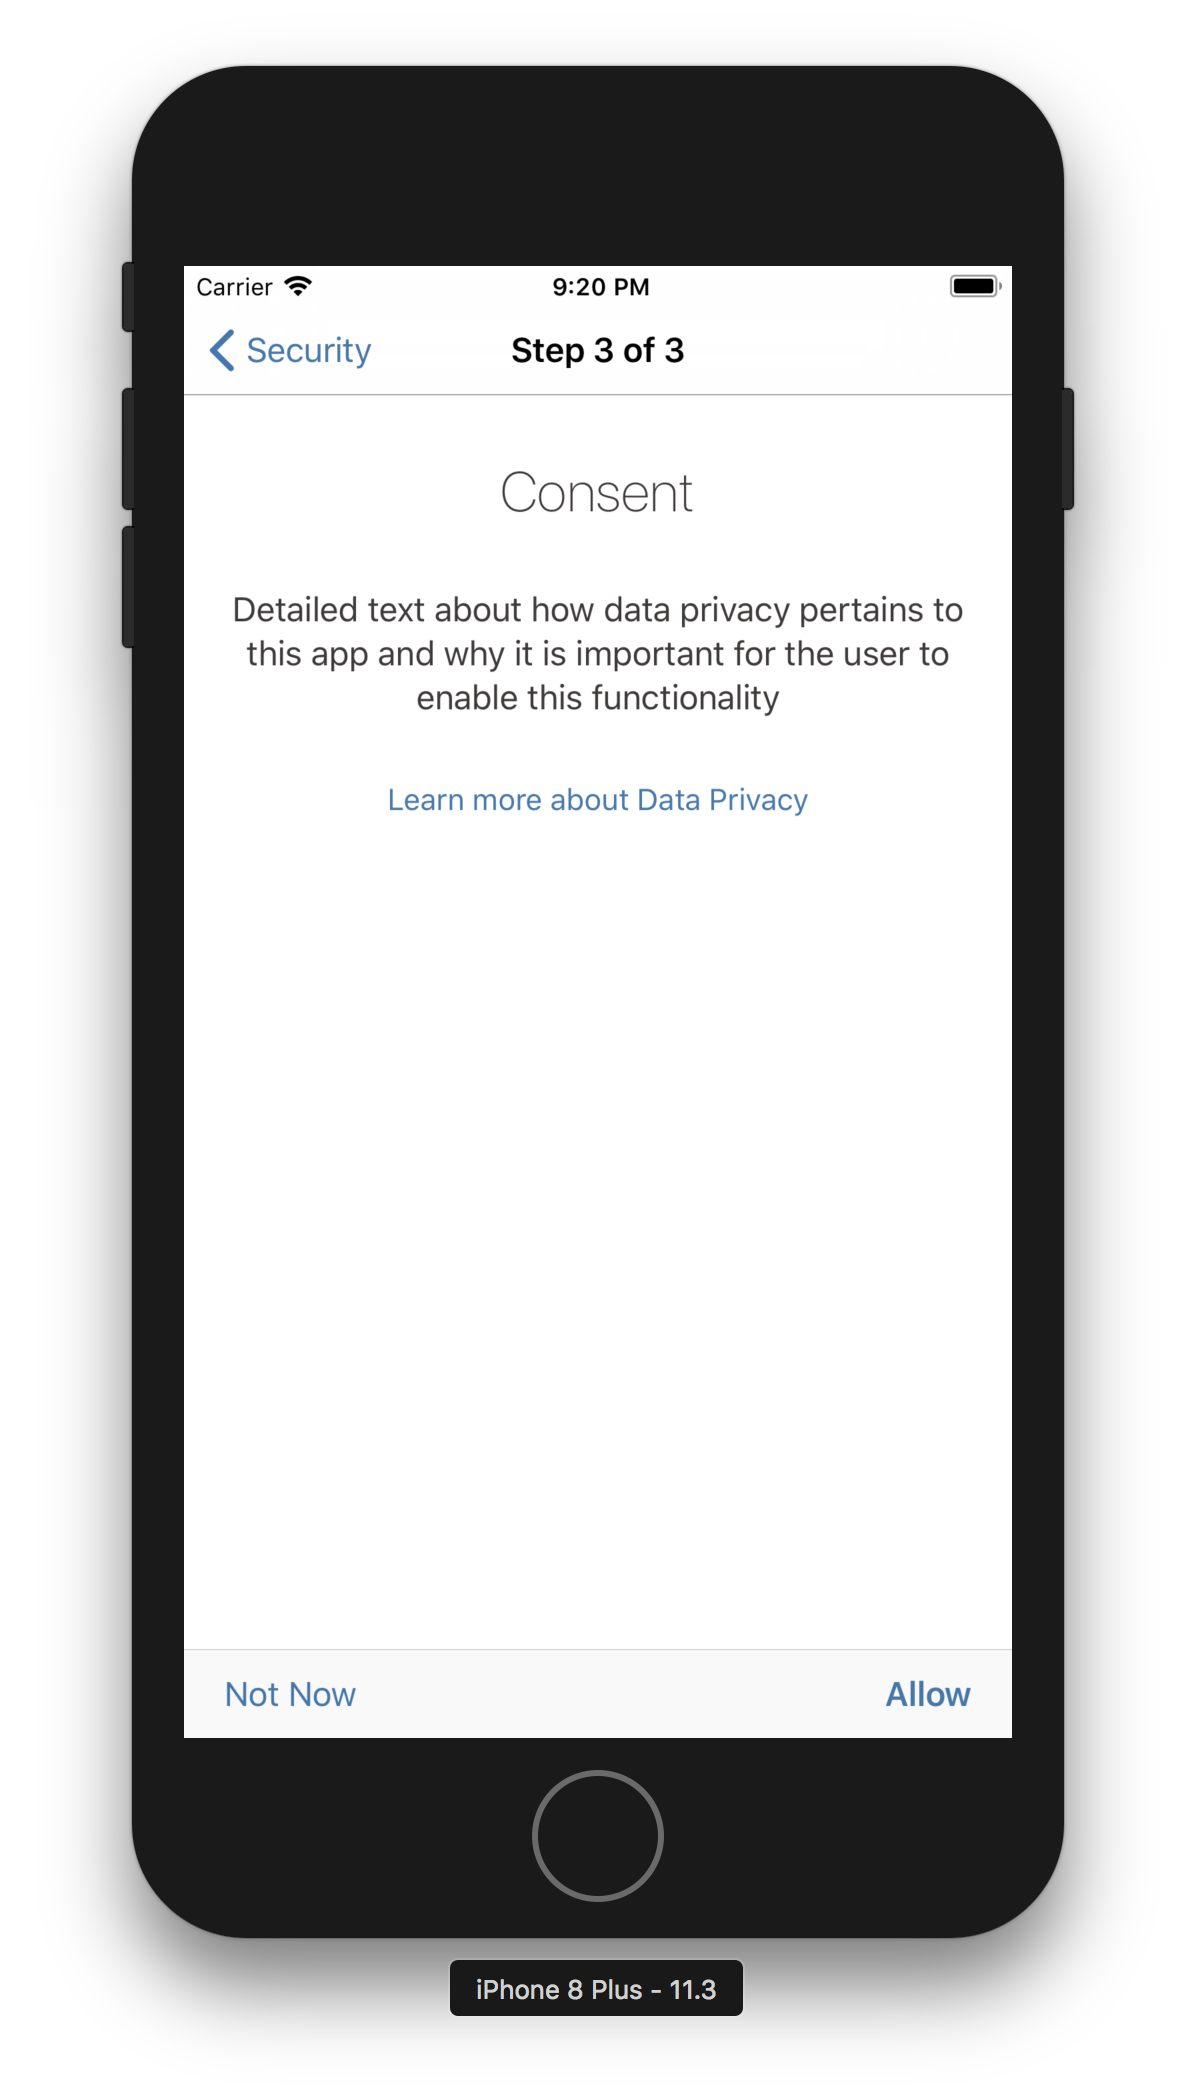 Carrier 9:20 PM
Security Step 3 of 3
Consent
Detailed text about how data privacy pertains to
this app and why it is important for the user to
enable this functionality
Learn more about Data Privacy
Not Now Allow
iPhone 8 Plus - 11.3